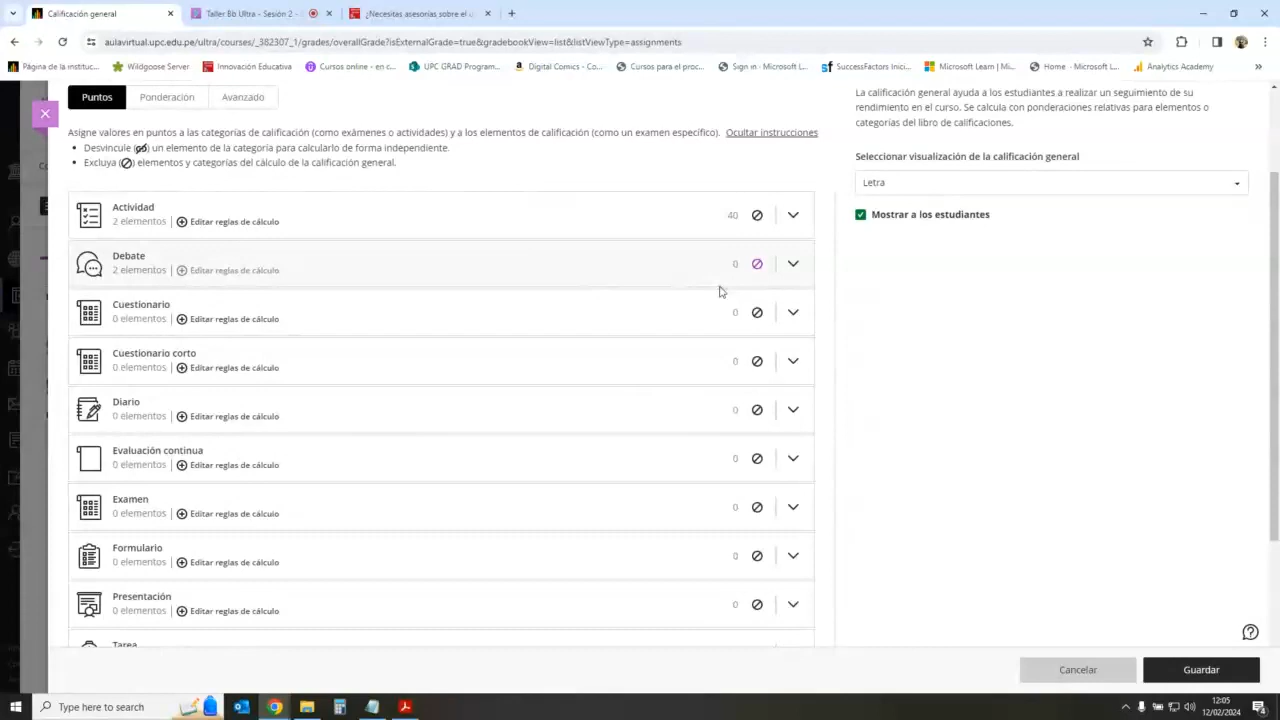 Calificación general
Taller Bb Ultra - Sesión 2 -
¿Necesitas asesorías sobre el u
aulavirtual.upc.edu.pe/ultra/courses/_382307_1/grades/overallGrade?isExternalGrade=true&gradebookView=list&listViewType=assignments
Página de la instituc...
Wildgoose Server
Innovación Educativa
Cursos online - en c...
UPC GRAD Program...
Digital Comics - Co...
Cursos para el proc...
Sign in · Microsoft L...
SuccessFactors Inici...
Microsoft Learn | Mi...
Home · Microsoft L...
Analytics Academy
Puntos
Ponderación
Avanzado
Asigne valores en puntos a las categorías de calificación (como exámenes o actividades) y a los elementos de calificación (como un examen específico). Ocultar instrucciones
• Desvincule ( ) un elemento de la categoría para calcularlo de forma independiente.
• Excluya ( ) elementos y categorías del cálculo de la calificación general.
Actividad
2 elementos | Editar reglas de cálculo
40
Debate
2 elementos | Editar reglas de cálculo
0
Cuestionario
0 elementos | Editar reglas de cálculo
0
Cuestionario corto
0 elementos | Editar reglas de cálculo
0
Diario
0 elementos | Editar reglas de cálculo
0
Evaluación continua
0 elementos | Editar reglas de cálculo
0
Examen
0 elementos | Editar reglas de cálculo
0
Formulario
0 elementos | Editar reglas de cálculo
0
Presentación
0 elementos | Editar reglas de cálculo
0
Tarea
La calificación general ayuda a los estudiantes a realizar un seguimiento de su
rendimiento en el curso. Se calcula con ponderaciones relativas para elementos o
categorías del libro de calificaciones.
Seleccionar visualización de la calificación general
Letra
Mostrar a los estudiantes
Cancelar
Guardar
Type here to search
12:05
12/02/2024